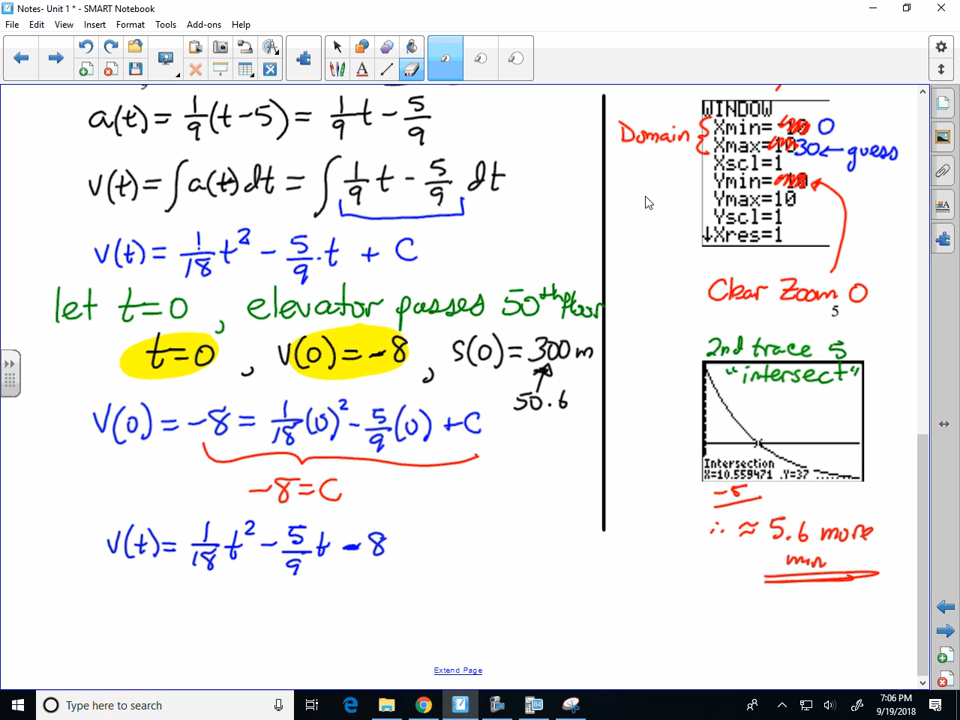 Notes- Unit 1 * - SMART Notebook
File Edit View Insert Format Tools Add-ons Help
a(t) = 1/9 (t - 5) = 1/9 t - 5/9
v(t) = ∫ a(t) dt = ∫ 1/9 t - 5/9 dt
v(t) = 1/18 t² - 5/9 · t + C
let t=0, elevator passes 50th floor
t=0, v(0) = -8, s(0) = 300 m
50·6
V(0) = -8 = 1/18 (0)² - 5/9 (0) + C
-8 = C
v(t) = 1/18 t² - 5/9 t - 8
WINDOW
Domain { Xmin= 0
Xmax= 30 ← guess
Xscl=1
Ymin= 10
Ymax=10
Yscl=1
↓Xres=1
Clear Zoom 0
5
2nd trace 5
"intersect"
Intersection
X=10.559471 Y=37
-5
∴ ≈ 5.6 more
min
Extend Page
Type here to search
7:06 PM
9/19/2018